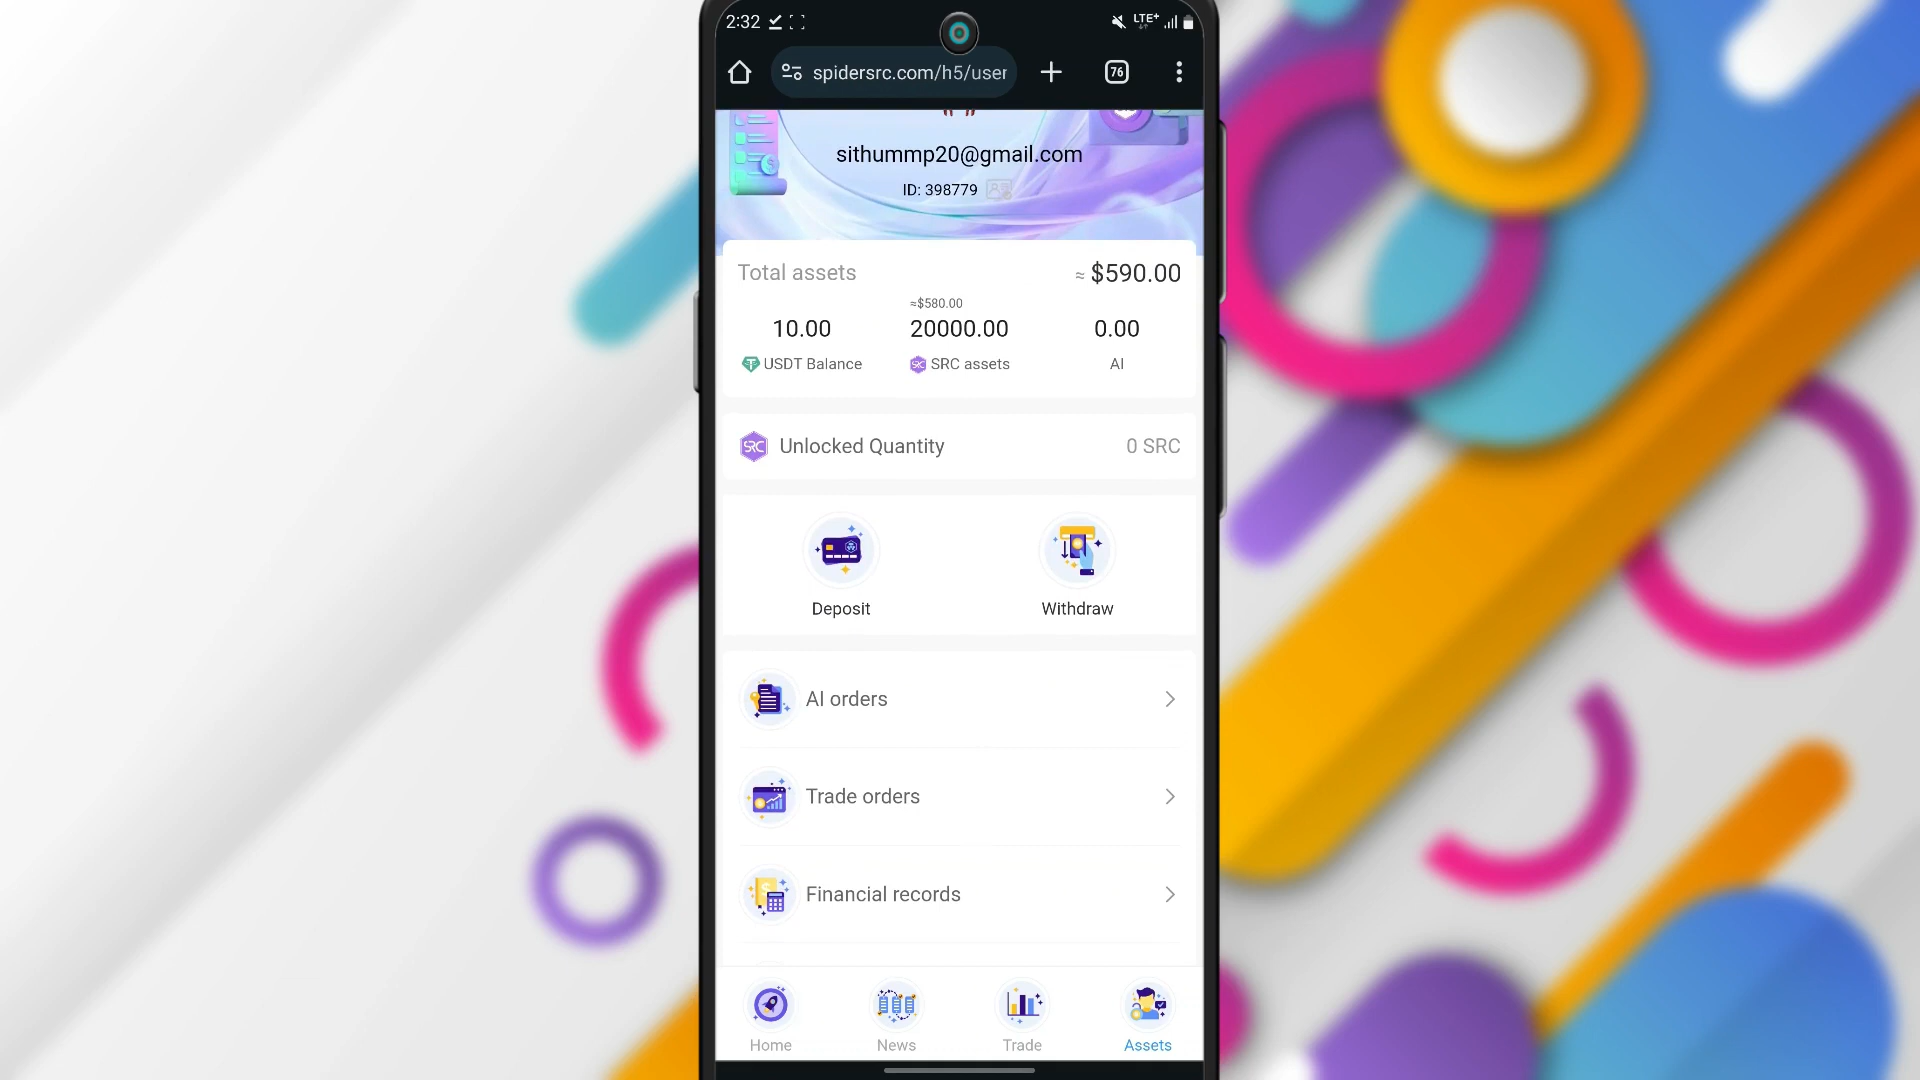 2:32
LTE+
spidersrc.com/h5/user
76
sithummp20@gmail.com
ID: 398779
Total assets
≈ $590.00
≈$580.00
10.00
20000.00
0.00
USDT Balance
SRC assets
AI
SRC Unlocked Quantity
0 SRC
Deposit
Withdraw
AI orders
Trade orders
Financial records
Home
News
Trade
Assets